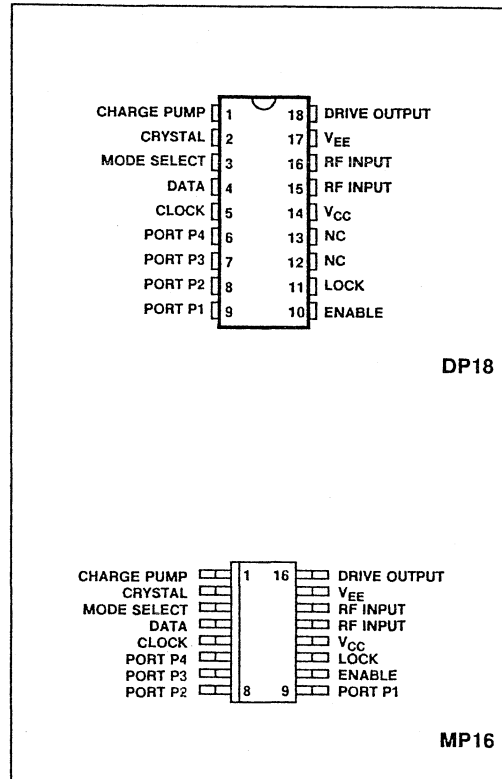 CHARGE PUMP 1 18 DRIVE OUTPUT
CRYSTAL 2 17 VEE
MODE SELECT 3 16 RF INPUT
DATA 4 15 RF INPUT
CLOCK 5 14 VCC
PORT P4 6 13 NC
PORT P3 7 12 NC
PORT P2 8 11 LOCK
PORT P1 9 10 ENABLE
DP18
CHARGE PUMP 1 16 DRIVE OUTPUT
CRYSTAL VEE
MODE SELECT RF INPUT
DATA RF INPUT
CLOCK VCC
PORT P4 LOCK
PORT P3 ENABLE
PORT P2 8 9 PORT P1
MP16